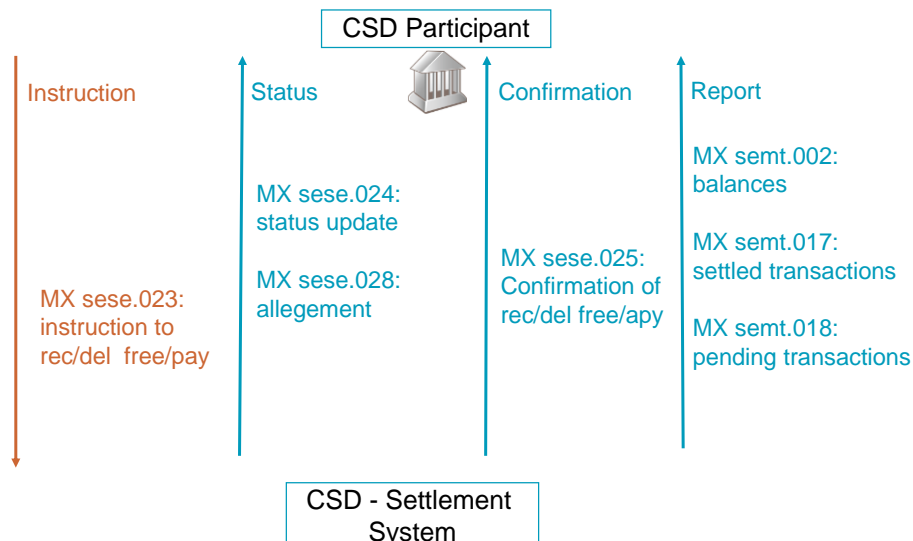 CSD Participant
Instruction
Status
Confirmation
Report
MX semt.002:
balances
MX sese.024:
status update
MX semt.017:
settled transactions
MX sese.025:
Confirmation of
rec/del free/apy
MX sese.028:
allegement
MX sese.023:
instruction to
rec/del  free/pay
MX semt.018:
pending transactions
CSD - Settlement
System